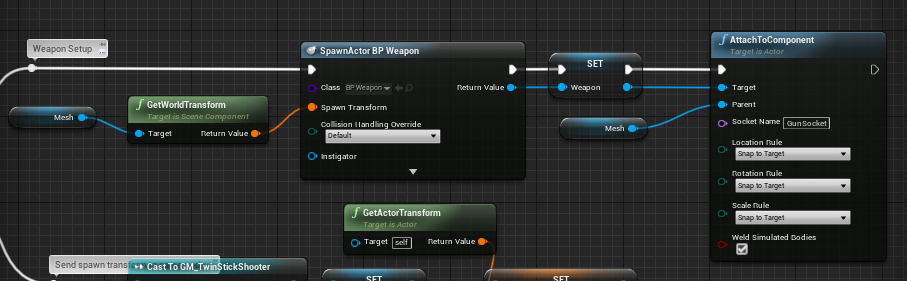 Weapon Setup
SpawnActor BP Weapon
Class
BP Weapon
Return Value
Spawn Transform
Collision Handling Override
Default
Instigator
Mesh
GetWorldTransform
Target is Scene Component
Target
Return Value
SET
Weapon
Mesh
AttachToComponent
Target is Actor
Target
Parent
Socket Name
GunSocket
Location Rule
Snap to Target
Rotation Rule
Snap to Target
Scale Rule
Snap to Target
Weld Simulated Bodies
GetActorTransform
Target is Actor
Target
self
Return Value
Send spawn transf
Cast To GM_TwinStickShooter
SET
SET